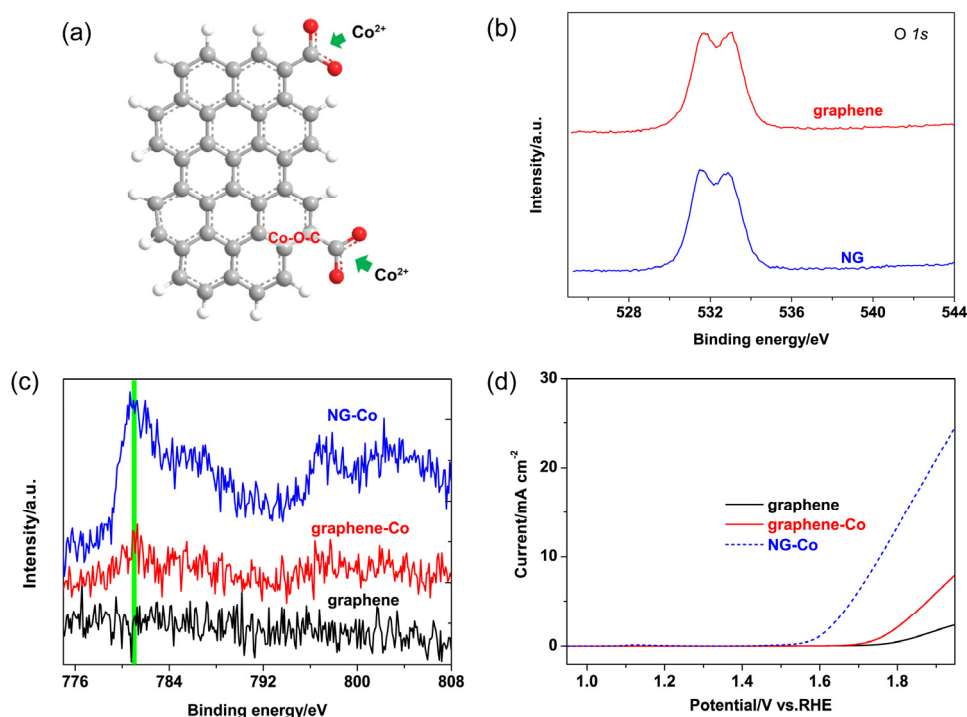 (a)
Co2+
Co-O-C
Co2+
(b)
O 1s
graphene
NG
Intensity/a.u.
528 532 536 540 544
Binding energy/eV
(c)
NG-Co
graphene-Co
graphene
Intensity/a.u.
776 784 792 800 808
Binding energy/eV
(d)
30
20
10
0
graphene
graphene-Co
NG-Co
Current/mA cm-2
1.0 1.2 1.4 1.6 1.8
Potential/V vs.RHE